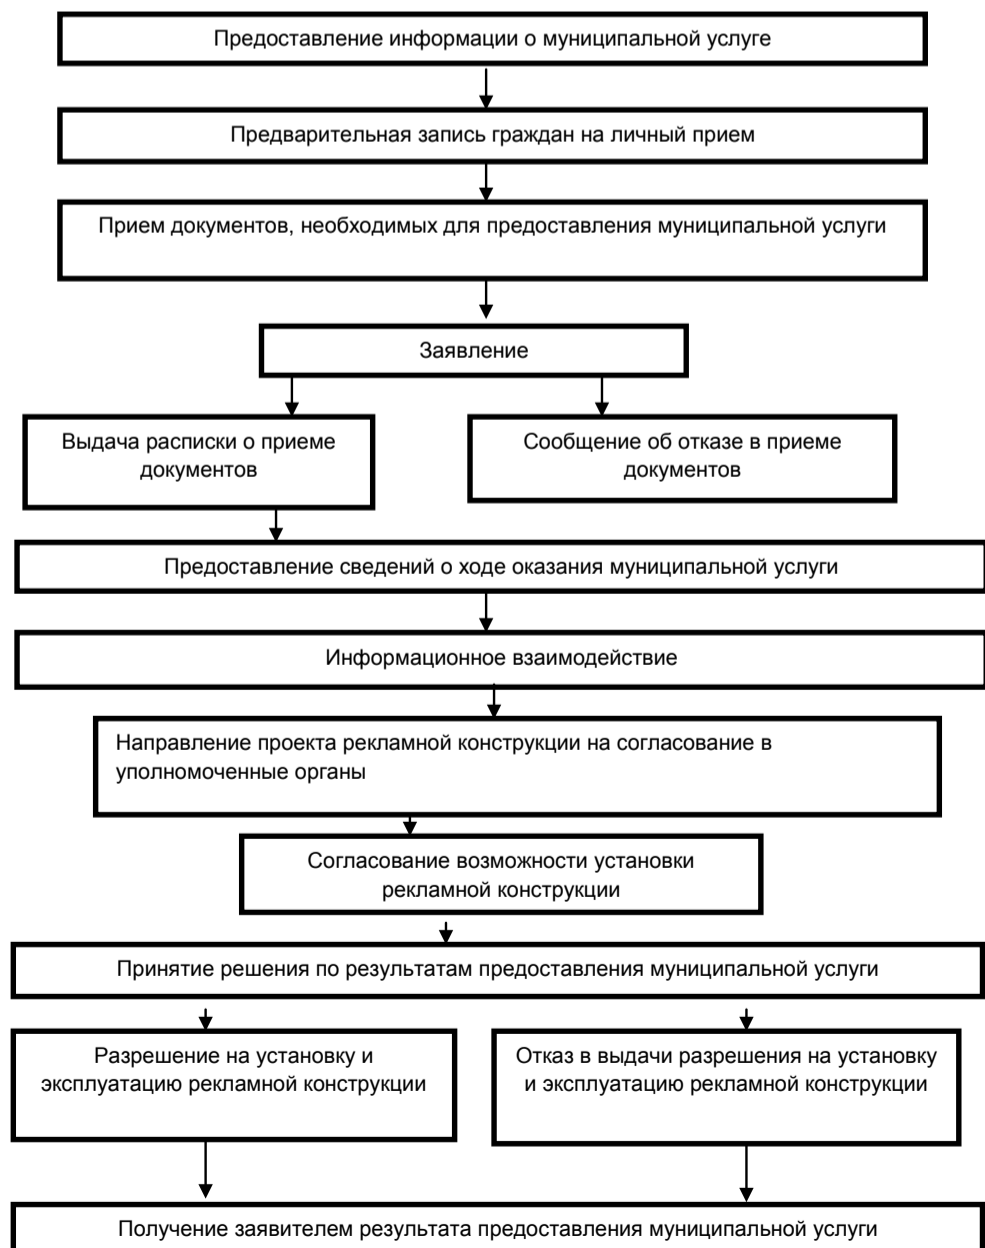 Предоставление информации о муниципальной услуге
Предварительная запись граждан на личный прием
Прием документов, необходимых для предоставления муниципальной услуги
Заявление
Выдача расписки о приеме
документов
Сообщение об отказе в приеме
документов
Предоставление сведений о ходе оказания муниципальной услуги
Информационное взаимодействие
Направление проекта рекламной конструкции на согласование в
уполномоченные органы
Согласование возможности установки
рекламной конструкции
Принятие решения по результатам предоставления муниципальной услуги
Разрешение на установку и
эксплуатацию рекламной конструкции
Отказ в выдачи разрешения на установку
и эксплуатацию рекламной конструкции
Получение заявителем результата предоставления муниципальной услуги